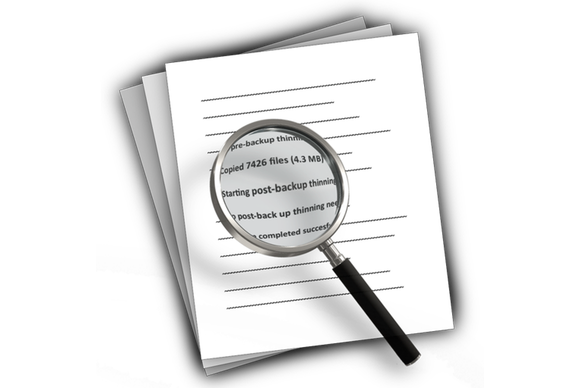 pre-backup
Copied 7426 files (4.3 MB)
Starting post-backup thinning
post-back up thinning
completed